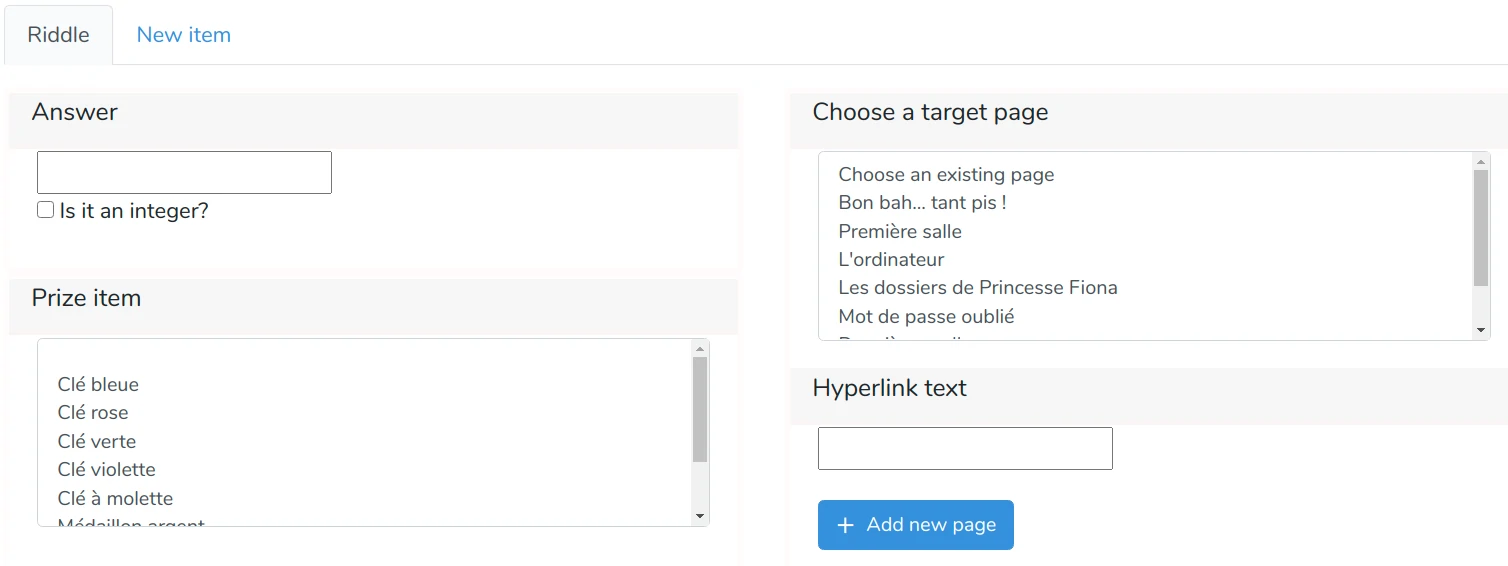 Riddle
New item
Answer
Is it an integer?
Prize item
Clé bleue
Clé rose
Clé verte
Clé violette
Clé à molette
Médaillon argent
Choose a target page
Choose an existing page
Bon bah... tant pis !
Première salle
L'ordinateur
Les dossiers de Princesse Fiona
Mot de passe oublié
Hyperlink text
Add new page